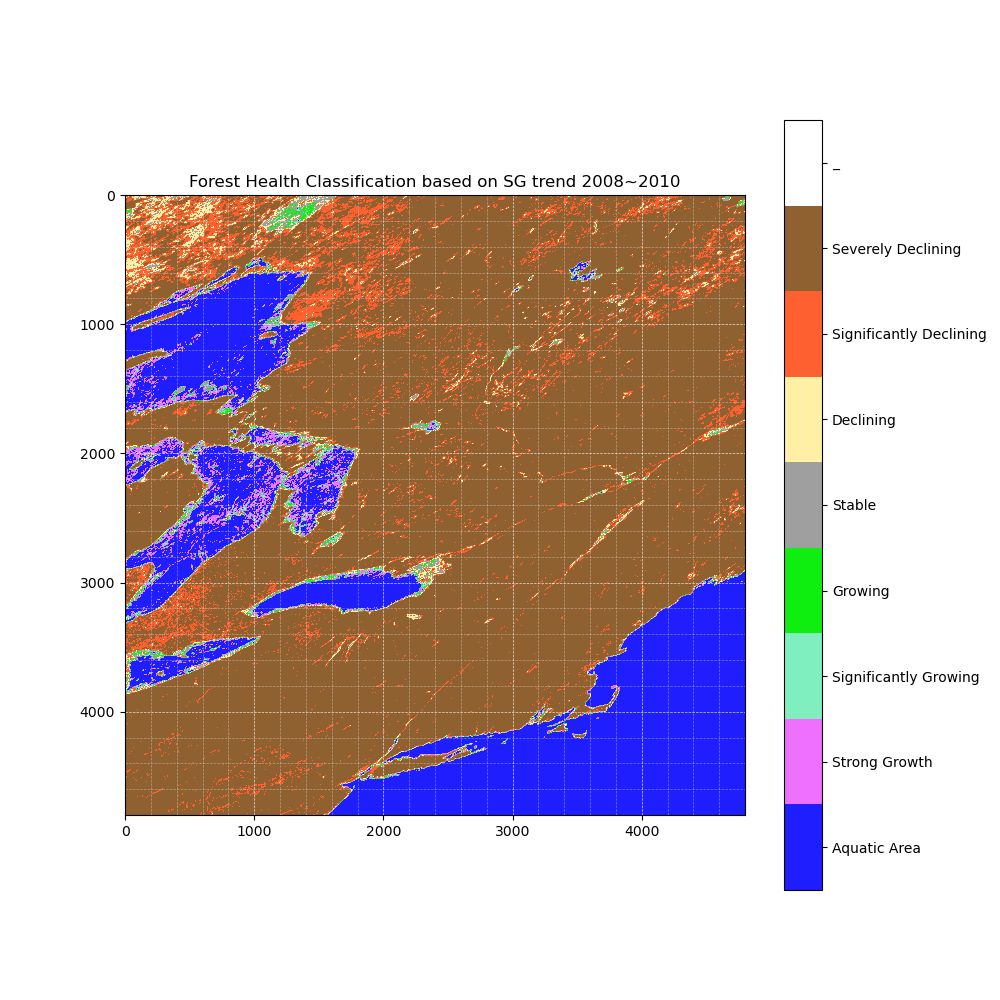 Forest Health Classification based on SG trend 2008~2010
0
1000
2000
3000
4000
0
1000
2000
3000
4000
_
Severely Declining
Significantly Declining
Declining
Stable
Growing
Significantly Growing
Strong Growth
Aquatic Area